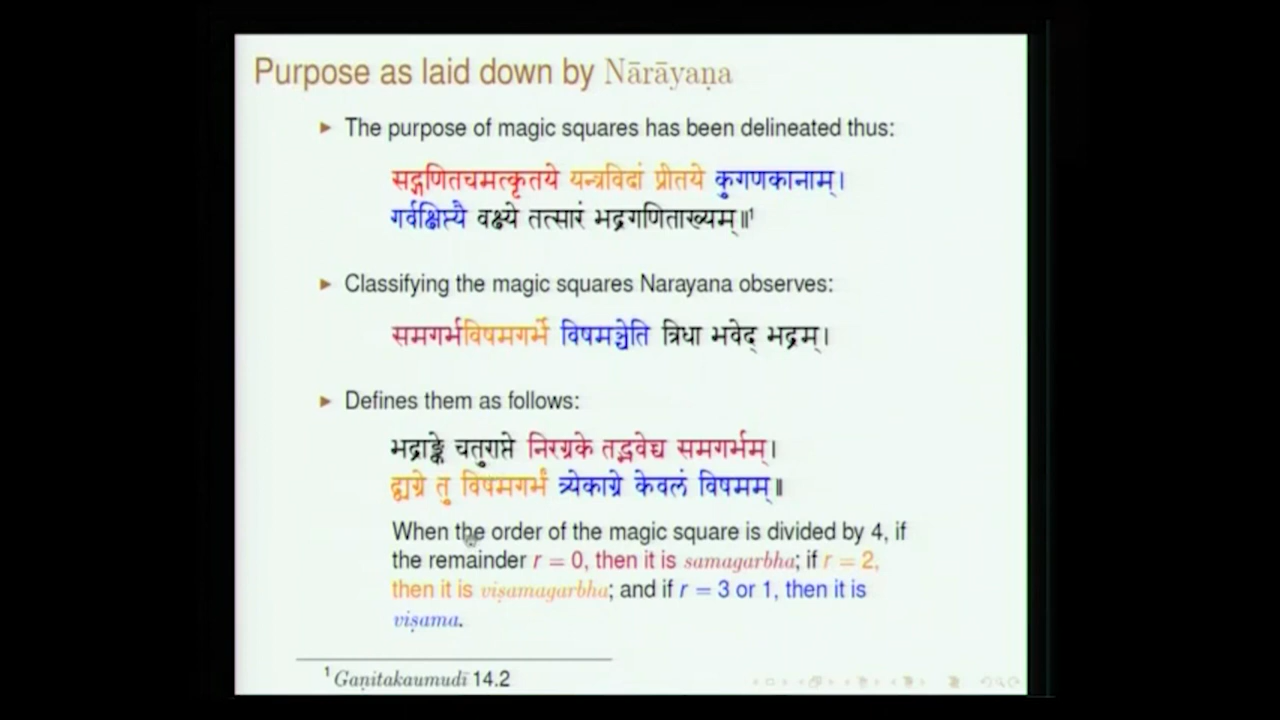 Purpose as laid down by Nārāyaṇa
▶ The purpose of magic squares has been delineated thus:
सद्गणितचमत्कृतये यन्त्रविदां प्रीतये कुगणकानाम्।
गर्वक्षिप्त्यै वक्ष्ये तत्सारं भद्रगणिताख्यम्॥¹
▶ Classifying the magic squares Narayana observes:
समगर्भविषमगर्भे विषमञ्चेति त्रिधा भवेद् भद्रम्।
▶ Defines them as follows:
भद्राङ्के चतुराप्ते निरग्रके तद्भवेच्च समगर्भम्।
द्व्यग्रे तु विषमगर्भं त्र्येकाग्रे केवलं विषमम्॥
When the order of the magic square is divided by 4, if
the remainder r = 0, then it is samagarbha; if r = 2,
then it is viṣamagarbha; and if r = 3 or 1, then it is
viṣama.
¹ Gaṇitakaumudī 14.2